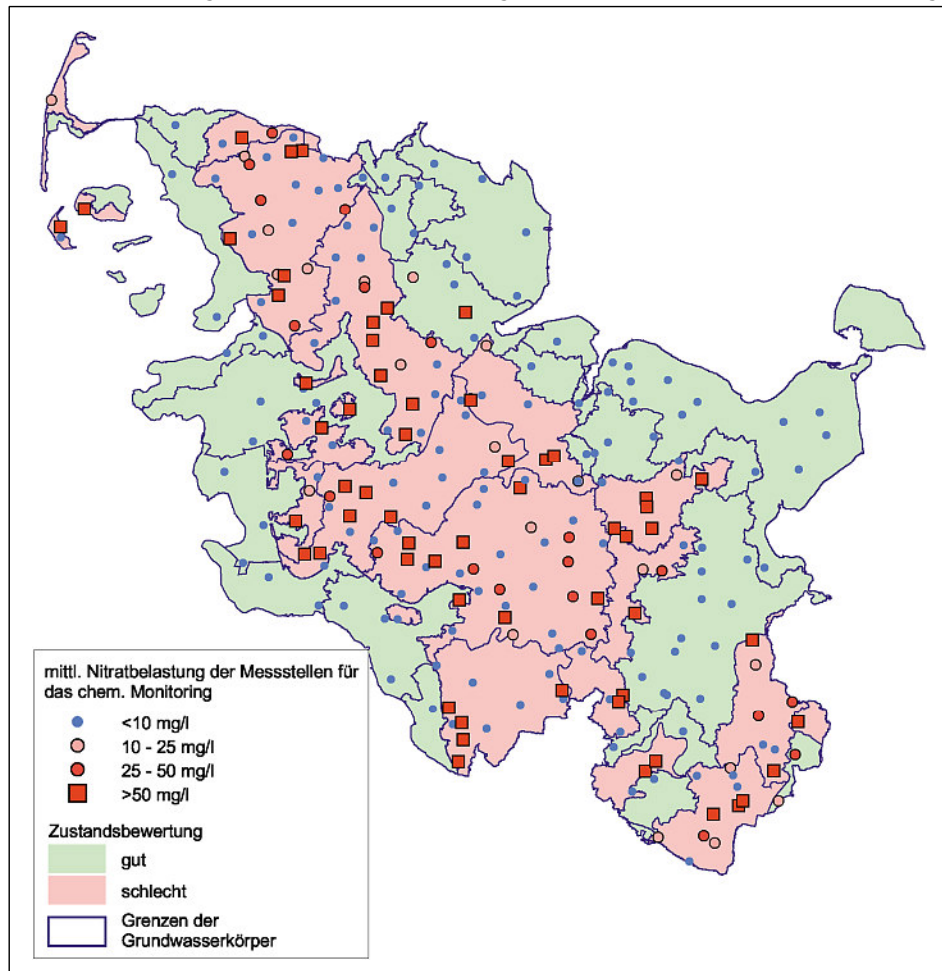 mittl. Nitratbelastung der Messstellen für
das chem. Monitoring
<10 mg/l
10 - 25 mg/l
25 - 50 mg/l
>50 mg/l
Zustandsbewertung
gut
schlecht
Grenzen der
Grundwasserkörper